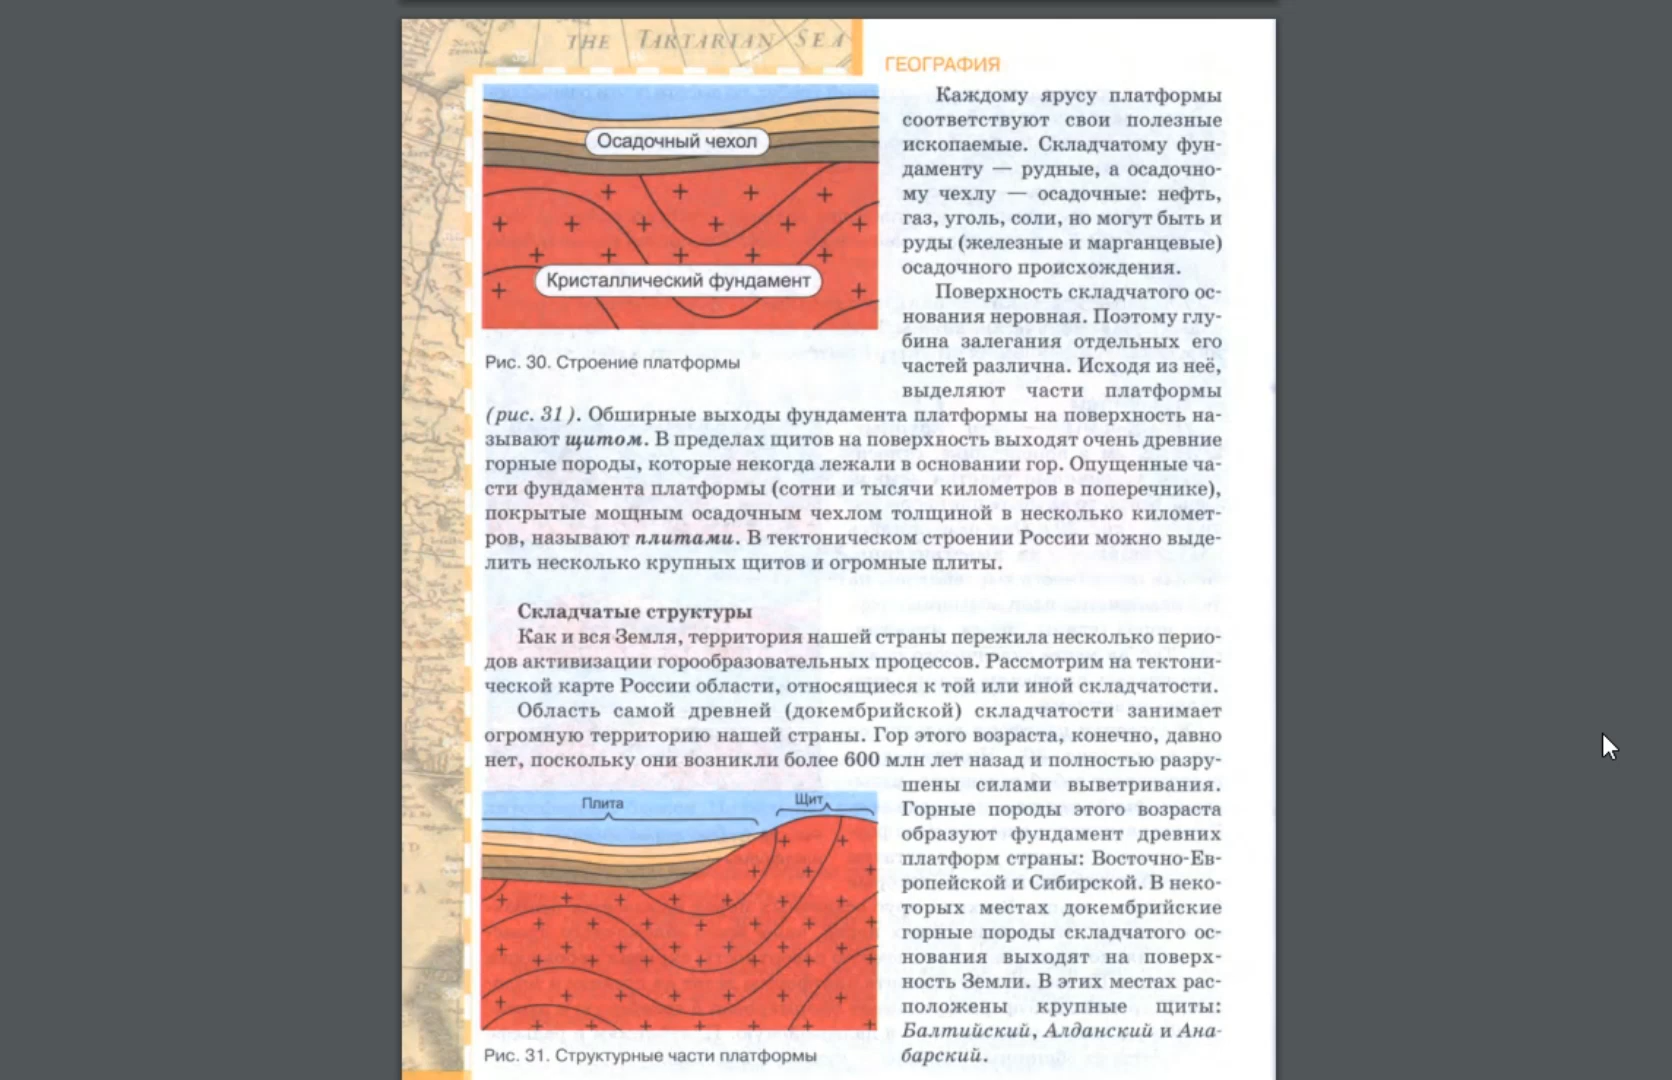 THE TARTARIAN SEA
ГЕОГРАФИЯ
Осадочный чехол
Кристаллический фундамент
Рис. 30. Строение платформы
Каждому ярусу платформы
соответствуют свои полезные
ископаемые. Складчатому фун-
даменту — рудные, а осадочно-
му чехлу — осадочные: нефть,
газ, уголь, соли, но могут быть и
руды (железные и марганцевые)
осадочного происхождения.
Поверхность складчатого ос-
нования неровная. Поэтому глу-
бина залегания отдельных его
частей различна. Исходя из неё,
выделяют части платформы
(рис. 31). Обширные выходы фундамента платформы на поверхность на-
зывают щитом. В пределах щитов на поверхность выходят очень древние
горные породы, которые некогда лежали в основании гор. Опущенные ча-
сти фундамента платформы (сотни и тысячи километров в поперечнике),
покрытые мощным осадочным чехлом толщиной в несколько километ-
ров, называют плитами. В тектоническом строении России можно выде-
лить несколько крупных щитов и огромные плиты.
Складчатые структуры
Как и вся Земля, территория нашей страны пережила несколько перио-
дов активизации горообразовательных процессов. Рассмотрим на тектони-
ческой карте России области, относящиеся к той или иной складчатости.
Область самой древней (докембрийской) складчатости занимает
огромную территорию нашей страны. Гор этого возраста, конечно, давно
нет, поскольку они возникли более 600 млн лет назад и полностью разру-
шены силами выветривания.
Горные породы этого возраста
образуют фундамент древних
платформ страны: Восточно-Ев-
ропейской и Сибирской. В неко-
торых местах докембрийские
горные породы складчатого ос-
нования выходят на поверх-
ность Земли. В этих местах рас-
положены крупные щиты:
Балтийский, Алданский и Ана-
барский.
Плита
Щит
Рис. 31. Структурные части платформы